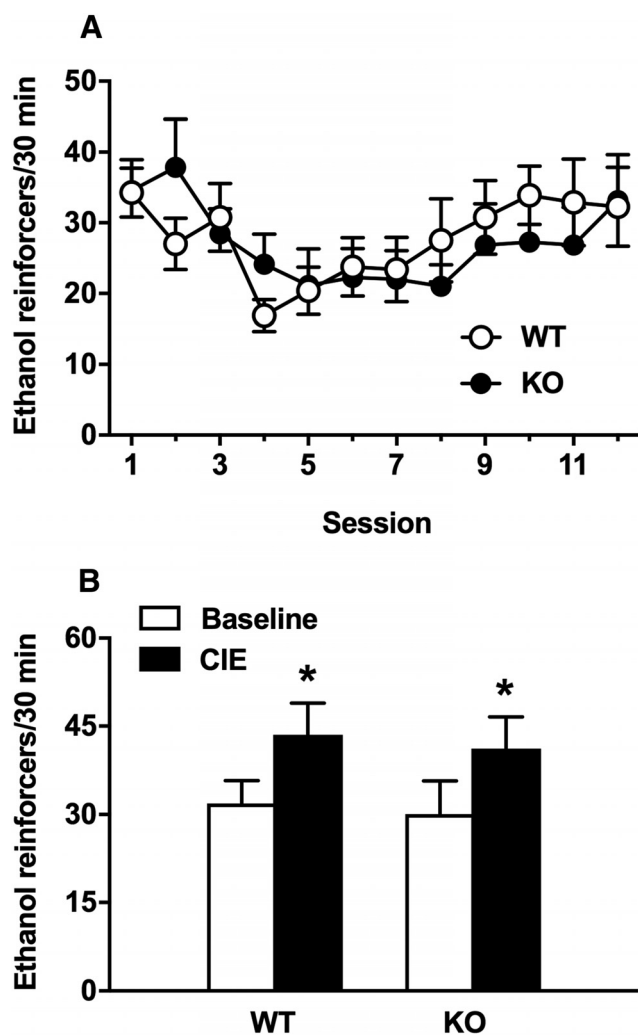 A
Ethanol reinforcers/30 min
50
40
30
20
10
0
WT
KO
1 3 5 7 9 11
Session
B
Ethanol reinforcers/30 min
Baseline
CIE
60
45
30
15
0
* *
WT KO